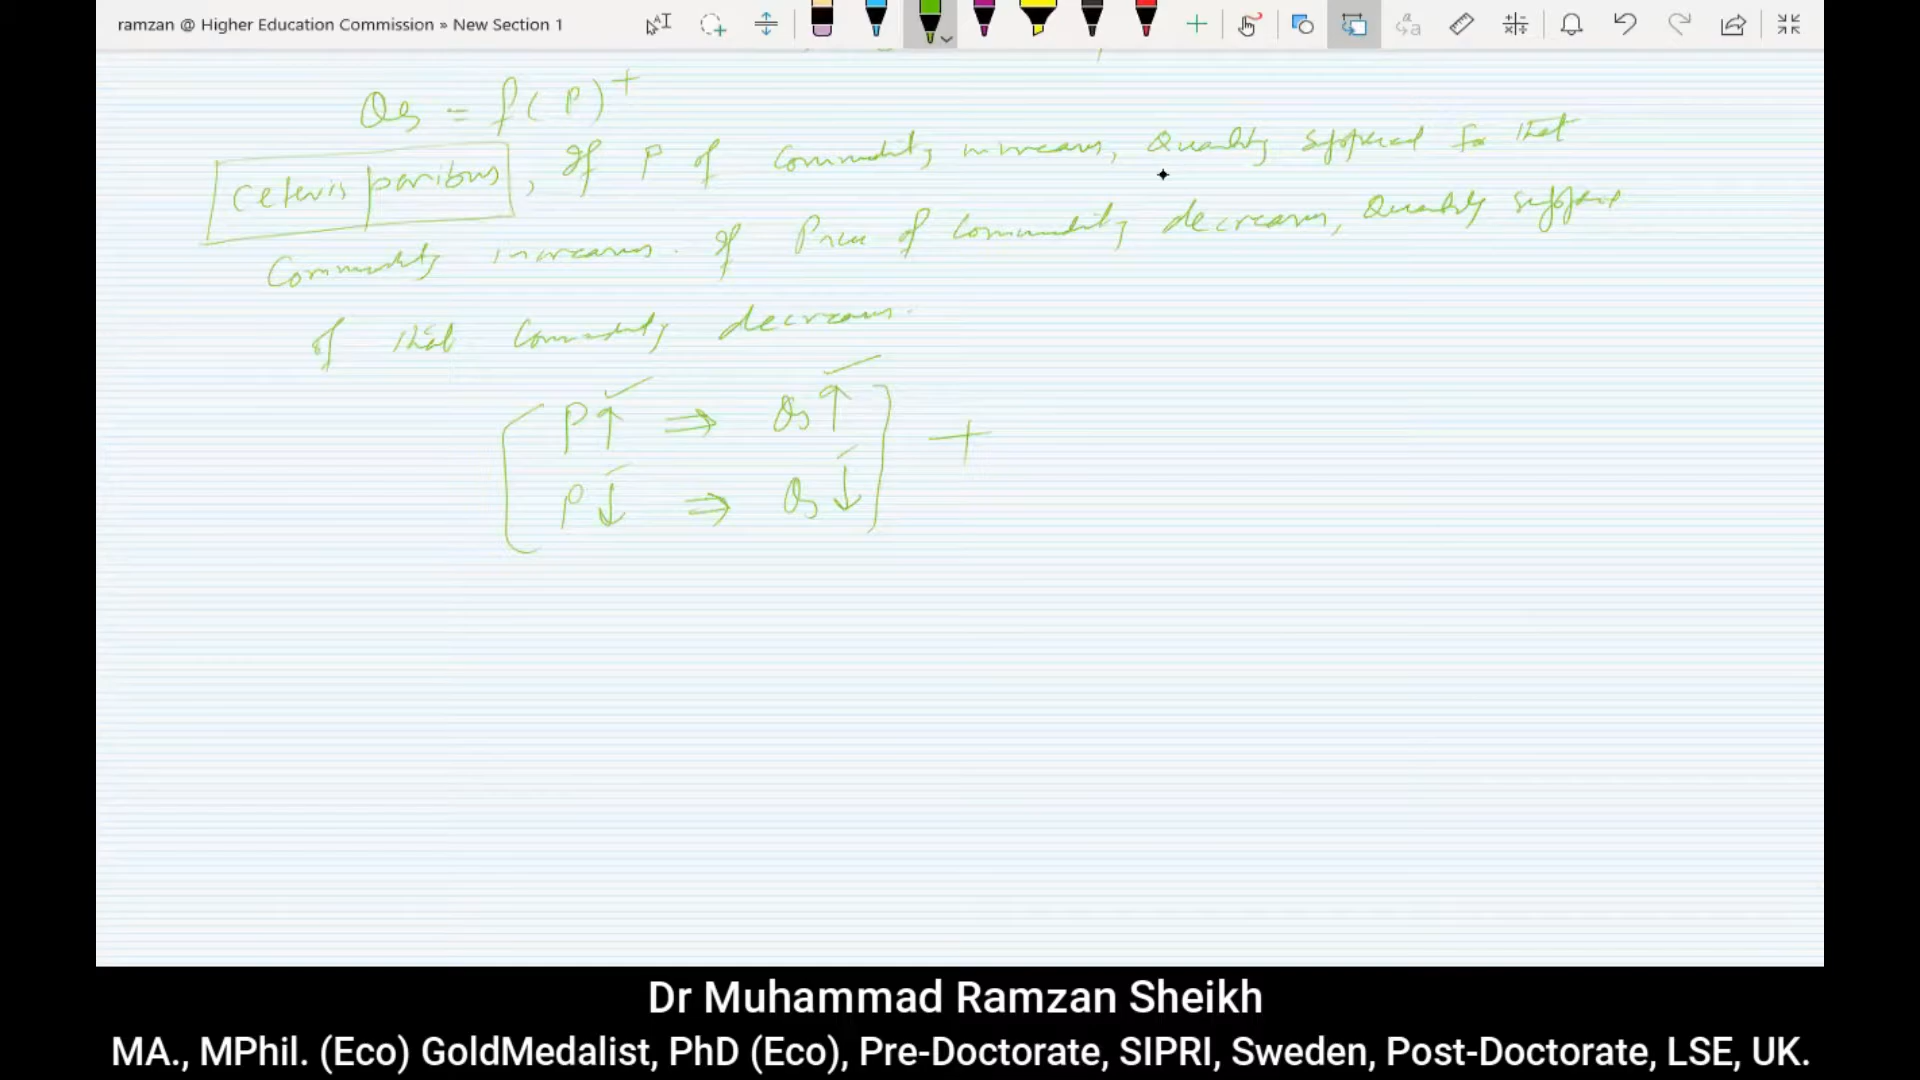 ramzan @ Higher Education Commission » New Section 1
Qs = f(P)+
Ceteris paribus, If P of Commodity increases, Quantity supplied for that
Commodity increases. If Price of Commodity decreases, Quantity supplied
of that Commodity decreases.
P↑ ⇒ Qs↑ +
P↓ ⇒ Qs↓
Dr Muhammad Ramzan Sheikh
MA., MPhil. (Eco) GoldMedalist, PhD (Eco), Pre-Doctorate, SIPRI, Sweden, Post-Doctorate, LSE, UK.